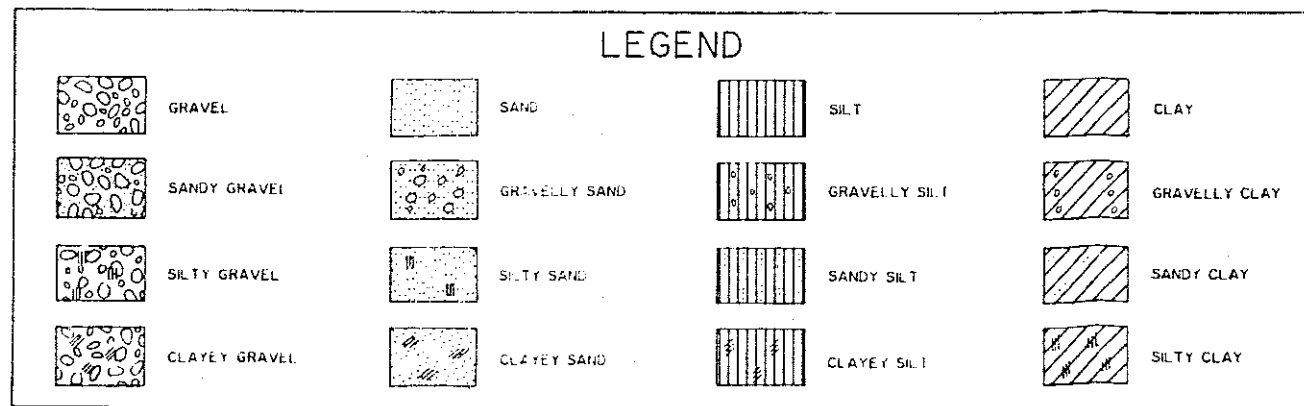 LEGEND
GRAVEL SAND SILT CLAY
SANDY GRAVEL GRAVELLY SAND GRAVELLY SILT GRAVELLY CLAY
SILTY GRAVEL SILTY SAND SANDY SILT SANDY CLAY
CLAYEY GRAVEL CLAYEY SAND CLAYEY SILT SILTY CLAY